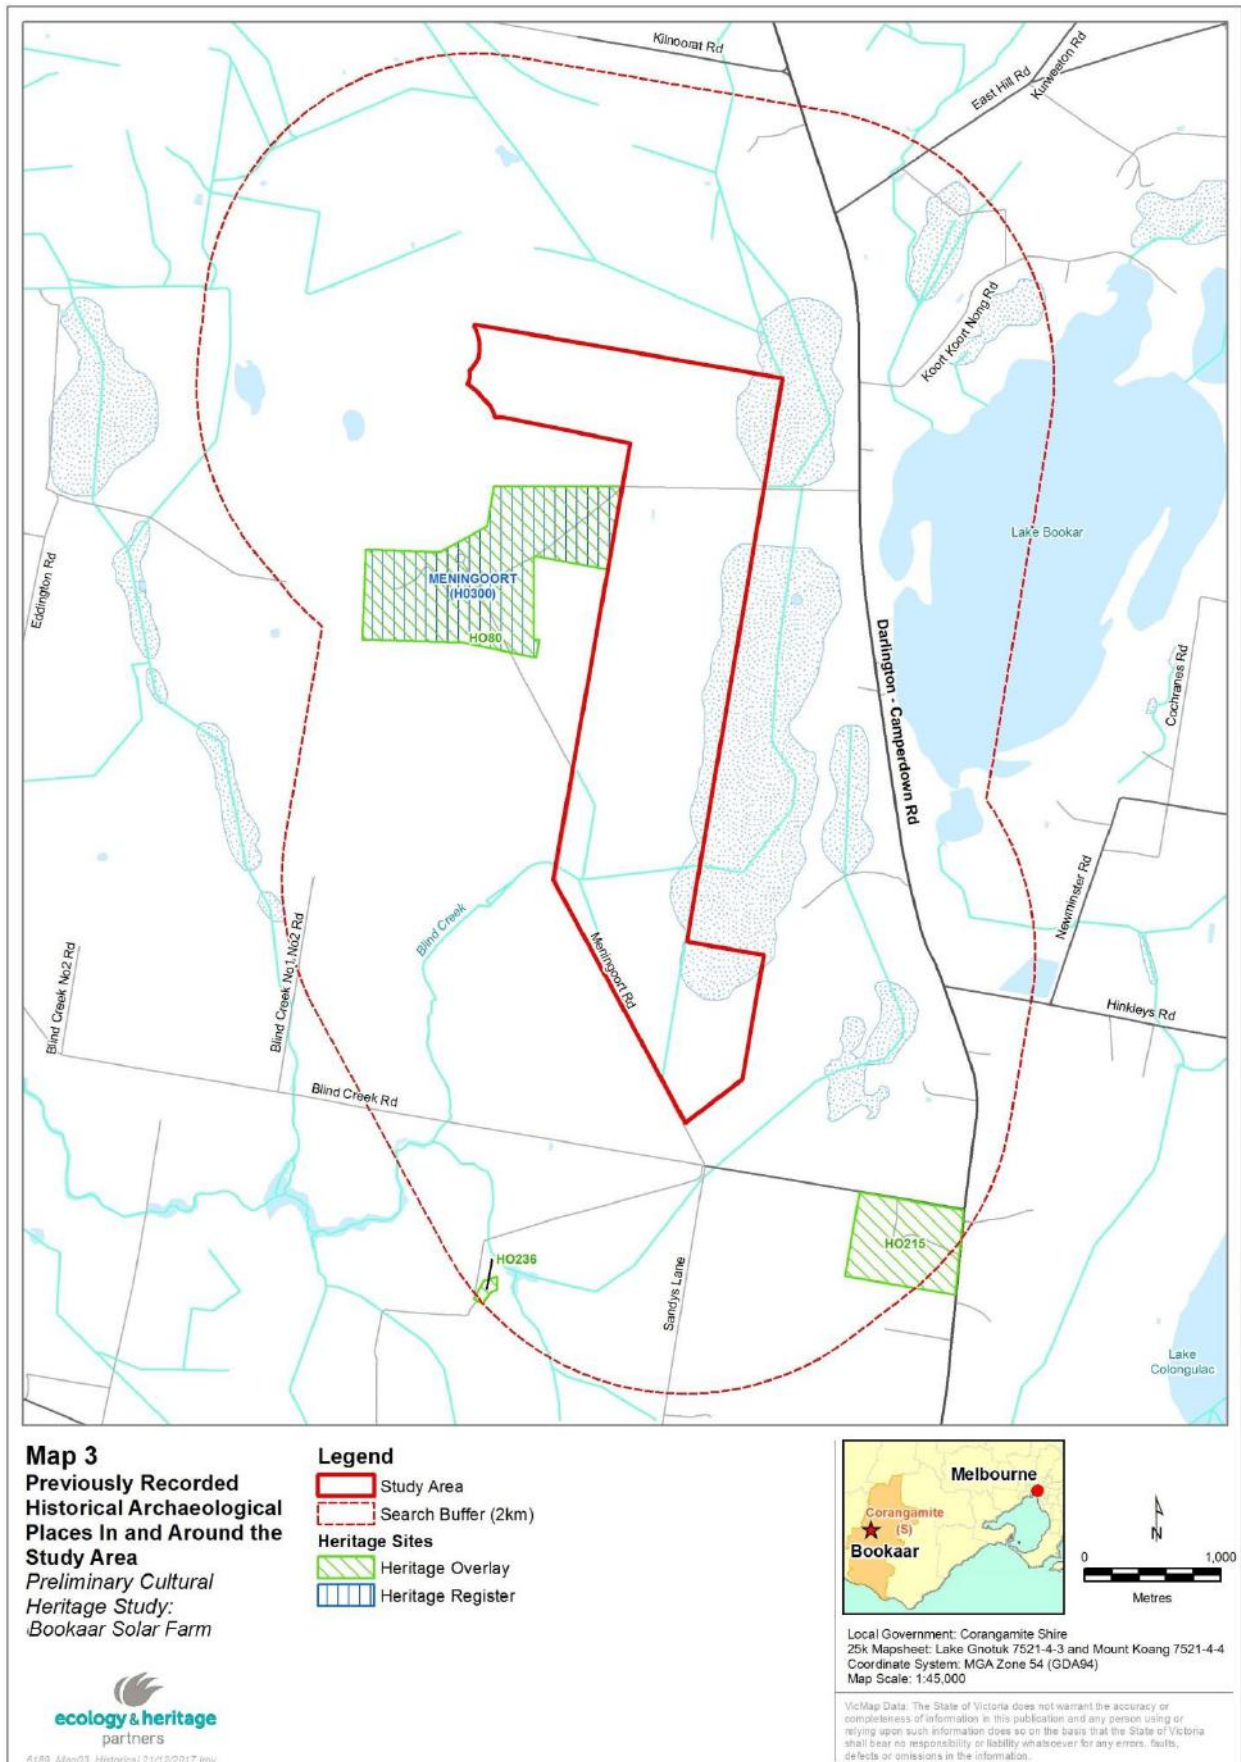 Kilnoorat Rd
East Hill Rd
Kurweeton Rd
Koort Koort Nong Rd
Lake Bookar
Eddington Rd
MENINGOORT
(H0300)
HO80
Darlington - Camperdown Rd
Cochranes Rd
Newminster Rd
Blind Creek
Meningoort Rd
Blind Creek No2 Rd
Blind Creek No1 No2 Rd
Hinkleys Rd
Blind Creek Rd
HO215
HO236
Sandys Lane
Lake
Colongulac
Map 3
Previously Recorded
Historical Archaeological
Places In and Around the
Study Area
Preliminary Cultural
Heritage Study:
Bookaar Solar Farm
ecology & heritage
partners
Legend
Study Area
Search Buffer (2km)
Heritage Sites
Heritage Overlay
Heritage Register
Melbourne
Corangamite
(S)
Bookaar
N
0 1,000
Metres
Local Government: Corangamite Shire
25k Mapsheet: Lake Gnotuk 7521-4-3 and Mount Koang 7521-4-4
Coordinate System: MGA Zone 54 (GDA94)
Map Scale: 1:45,000
VicMap Data: The State of Victoria does not warrant the accuracy or
completeness of information in this publication and any person using or
relying upon such information does so on the basis that the State of Victoria
shall bear no responsibility or liability whatsoever for any errors, faults,
defects or omissions in the information.